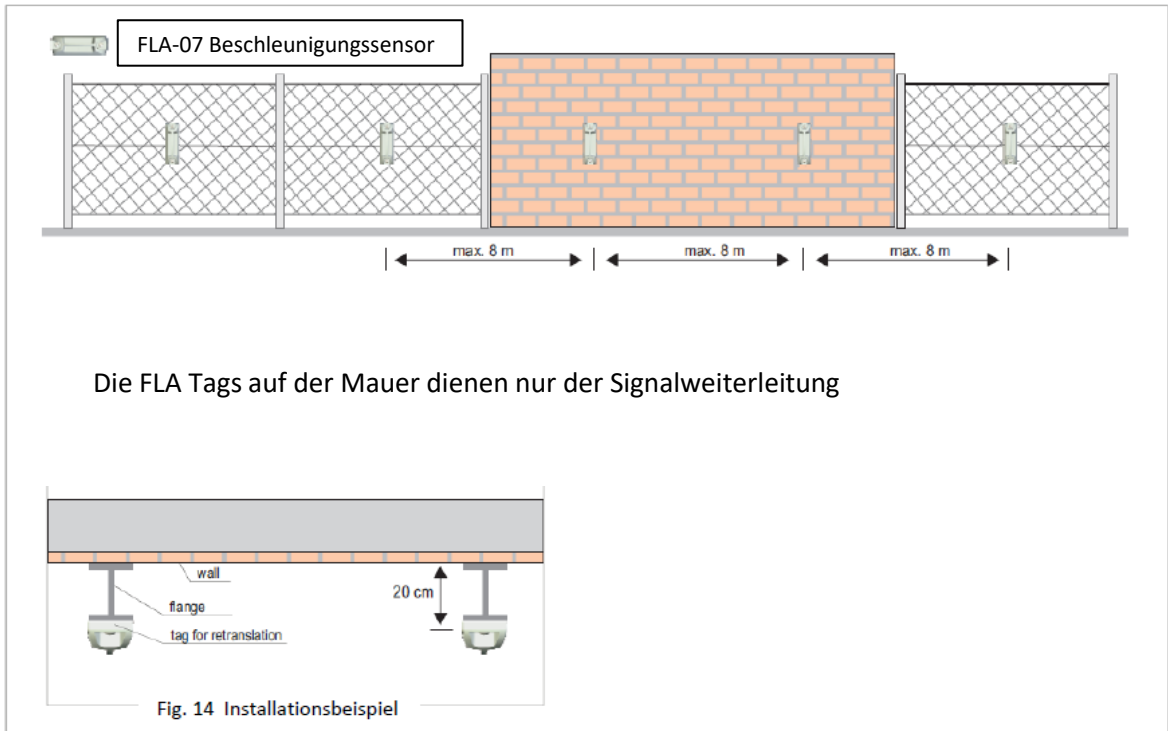 FLA-07 Beschleunigungssensor
max. 8 m
max. 8 m
max. 8 m
Die FLA Tags auf der Mauer dienen nur der Signalweiterleitung
wall
20 cm
flange
tag for retranslation
Fig. 14 Installationsbeispiel